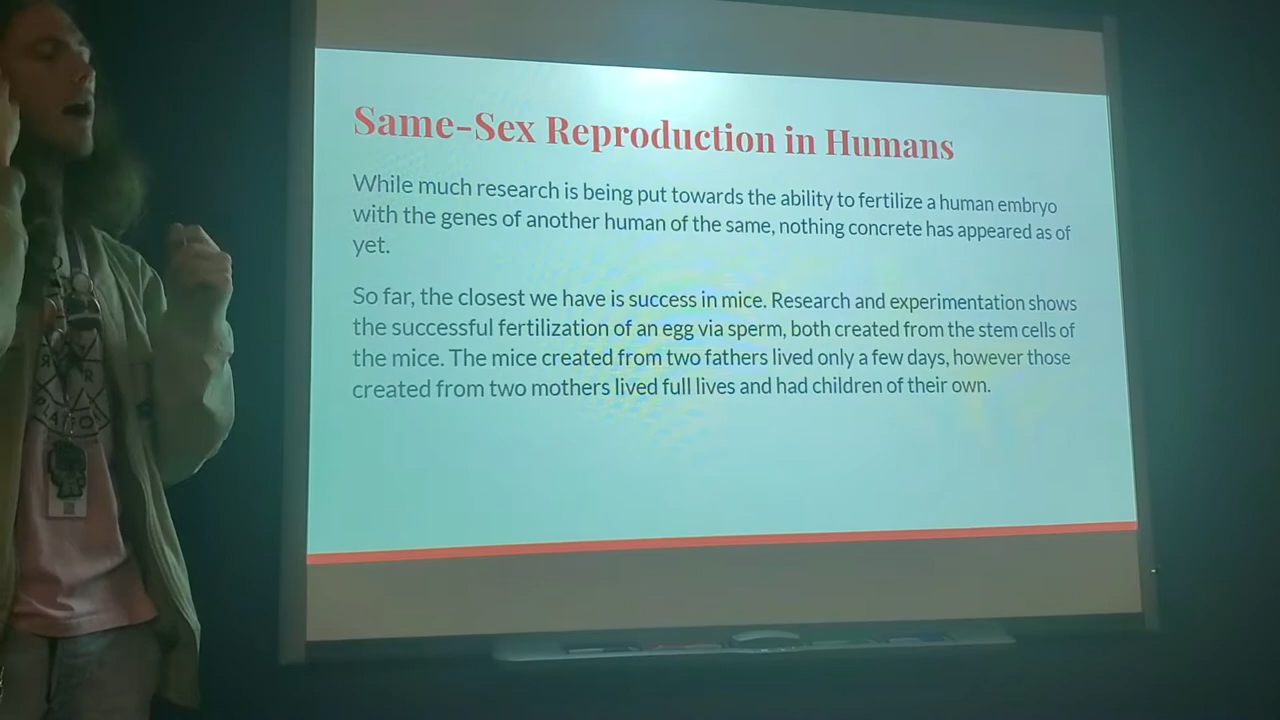 Same-Sex Reproduction in Humans
While much research is being put towards the ability to fertilize a human embryo
with the genes of another human of the same, nothing concrete has appeared as of
yet.
So far, the closest we have is success in mice. Research and experimentation shows
the successful fertilization of an egg via sperm, both created from the stem cells of
the mice. The mice created from two fathers lived only a few days, however those
created from two mothers lived full lives and had children of their own.